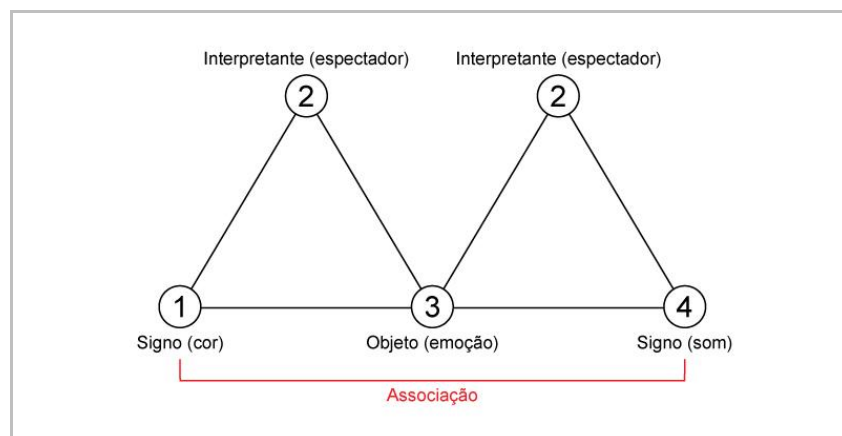 Interpretante (espectador) Interpretante (espectador)
2 2
1 3 4
Signo (cor) Objeto (emoção) Signo (som)
Associação